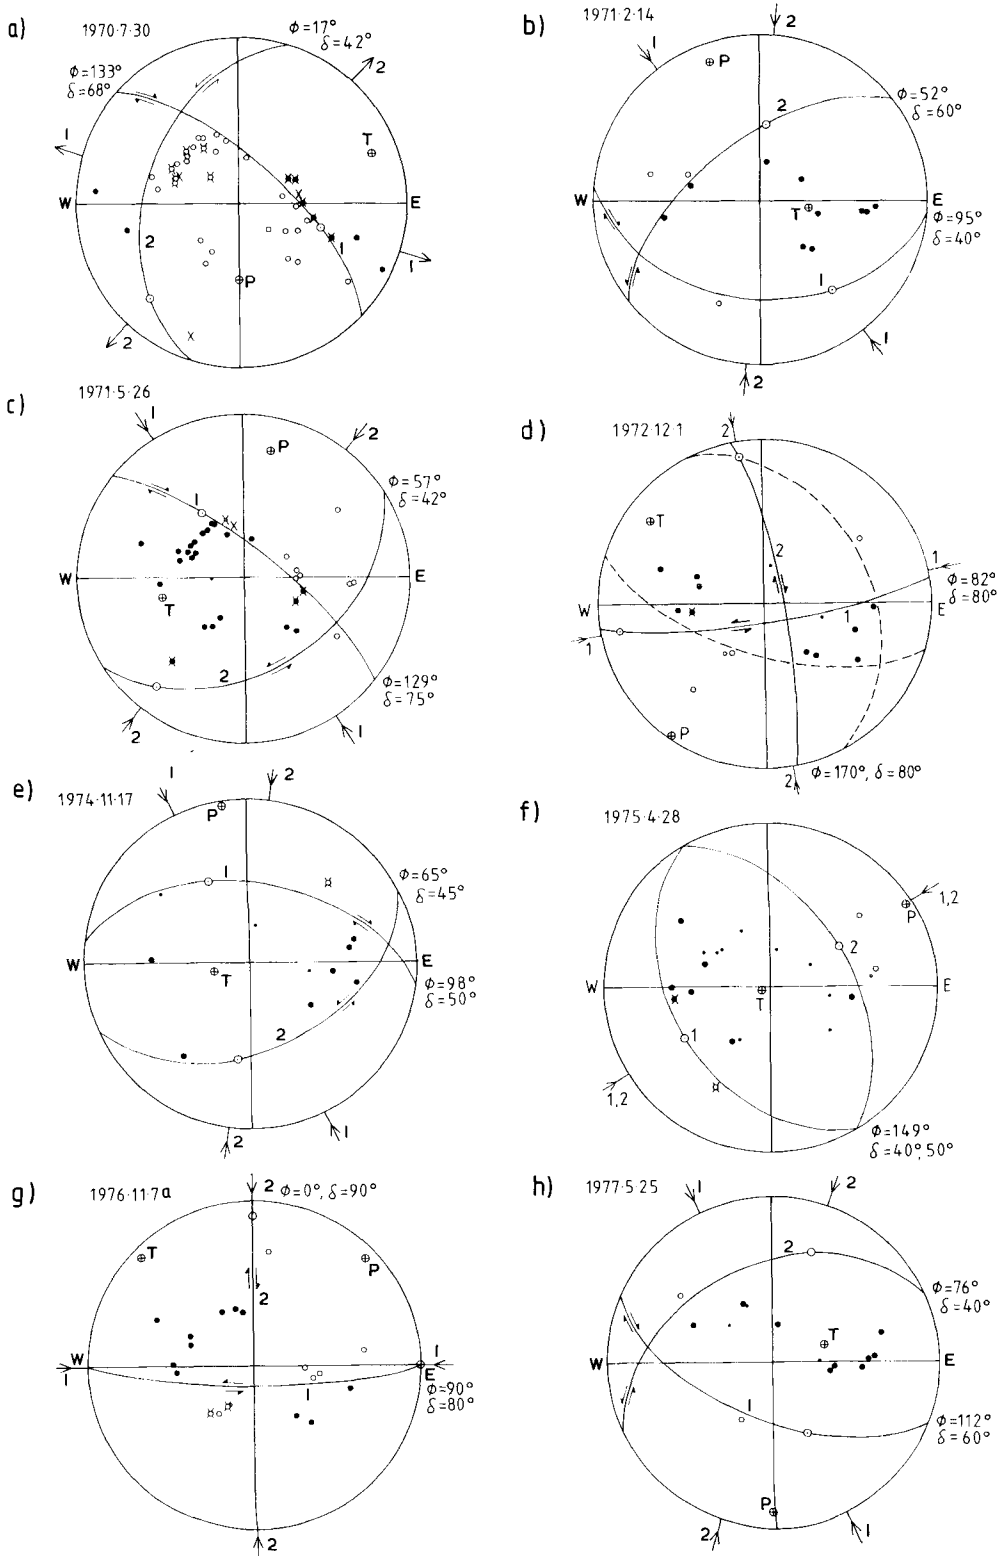 a)
1970·7·30
ϕ=17°
δ=42°
2
ϕ=133°
δ=68°
1
T
W
E
2
1
P
1
2
b)
1971·2·14
2
1
P
ϕ=52°
δ=60°
2
W
E
T
ϕ=95°
δ=40°
1
1
2
c)
1971·5·26
1
2
P
1
ϕ=57°
δ=42°
W
E
T
2
ϕ=129°
δ=75°
2
1
d)
1972·12·1
2
T
2
1
ϕ=82°
δ=80°
W
E
1
1
P
2
ϕ=170°, δ=80°
e)
1974·11·17
1
2
P
1
ϕ=65°
δ=45°
W
E
T
ϕ=98°
δ=50°
2
2
1
f)
1975·4·28
1,2
P
2
W
E
T
1
1,2
ϕ=149°
δ=40°,50°
g)
1976·11·7a
2
ϕ=0°, δ=90°
T
P
2
W
1
1
E
1
ϕ=90°
δ=80°
2
h)
1977·5·25
1
2
2
ϕ=76°
δ=40°
T
W
E
1
ϕ=112°
δ=60°
P
2
1